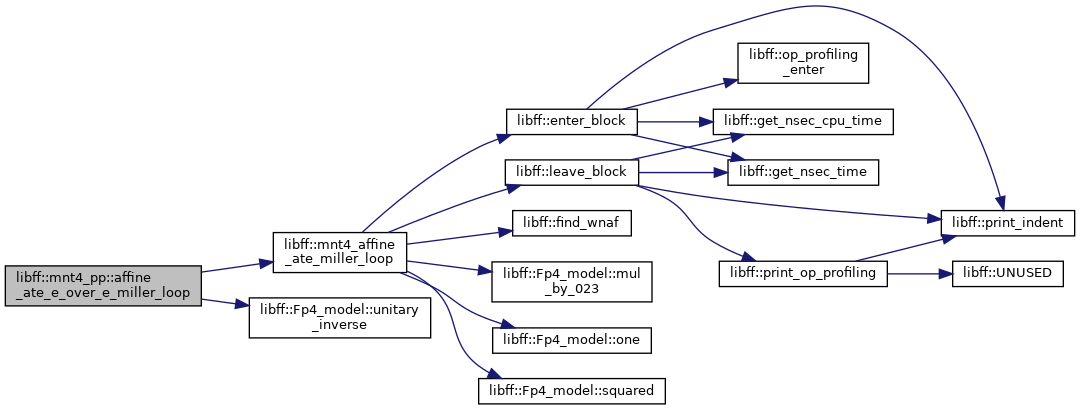 libff::mnt4_pp::affine
_ate_e_over_e_miller_loop
libff::mnt4_affine
_ate_miller_loop
libff::Fp4_model::unitary
_inverse
libff::enter_block
libff::leave_block
libff::find_wnaf
libff::Fp4_model::mul
_by_023
libff::Fp4_model::one
libff::Fp4_model::squared
libff::op_profiling
_enter
libff::get_nsec_cpu_time
libff::get_nsec_time
libff::print_op_profiling
libff::print_indent
libff::UNUSED